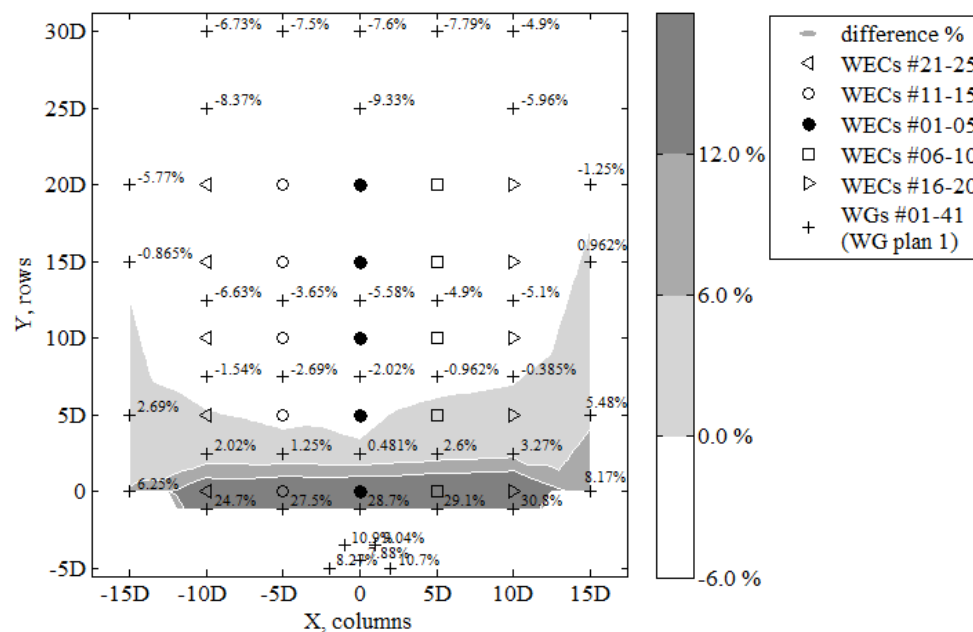 30D
-6.73%
-7.5%
-7.6%
-7.79%
-4.9%
25D
-8.37%
-9.33%
-5.96%
20D
-5.77%
-1.25%
15D
-0.865%
0.962%
-6.63%
-3.65%
-5.58%
-4.9%
-5.1%
10D
-1.54%
-2.69%
-2.02%
-0.962%
-0.385%
5D
2.69%
5.48%
2.02%
1.25%
0.481%
2.6%
3.27%
0
6.25%
8.17%
24.7%
27.5%
28.7%
29.1%
30.8%
10.9%
9.04%
7.88%
-5D
8.27%
10.7%
-15D -10D -5D 0 5D 10D 15D
X, columns
Y, rows
12.0 %
6.0 %
0.0 %
-6.0 %
difference %
WECs #21-25
WECs #11-15
WECs #01-05
WECs #06-10
WECs #16-20
WGs #01-41
(WG plan 1)